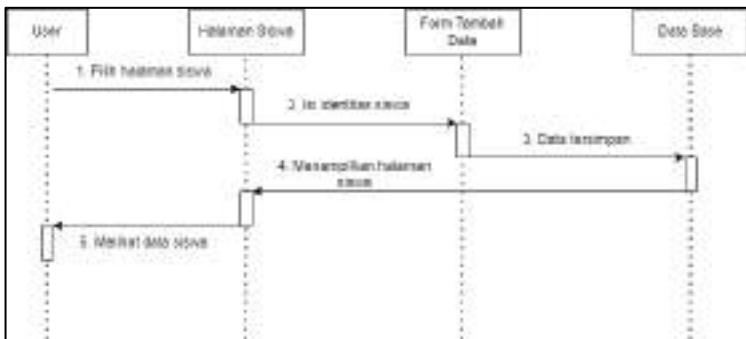 User
Halaman Siswa
Form Tambah
Data
Data Base
1. Pilih halaman siswa
2. Isi identitas siswa
3. Data tersimpan
4. Menampilkan halaman
siswa
5. Melihat data siswa